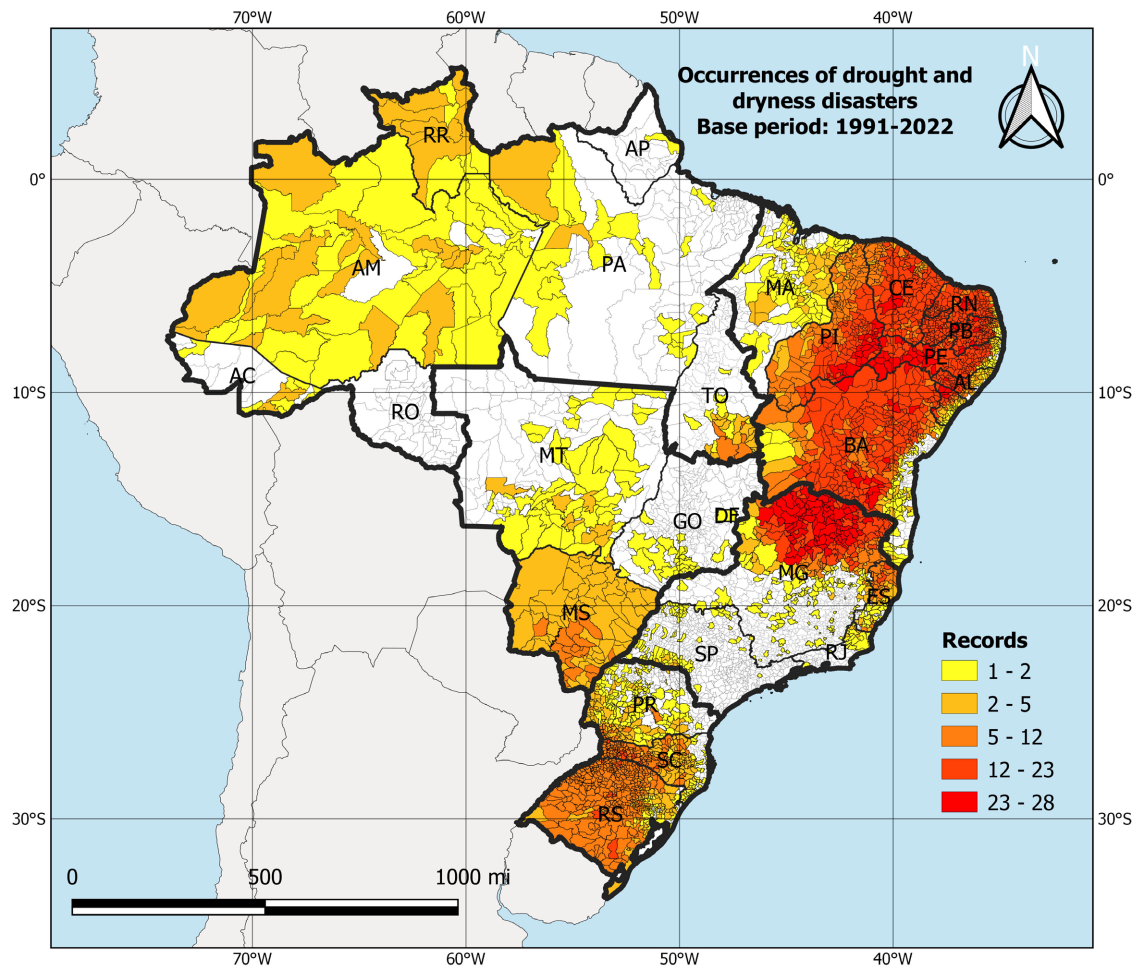 70°W 60°W 50°W 40°W
N
Occurrences of drought and
dryness disasters
Base period: 1991-2022
RR
AP
0° 0°
AM
PA
MA
CE
RN
PB
PI
PE
AC
AL
10°S 10°S
RO
TO
BA
MT
GO
DF
MG
ES
MS
20°S 20°S
SP
RJ
Records
1 - 2
2 - 5
5 - 12
12 - 23
23 - 28
PR
SC
RS
30°S 30°S
0 500 1000 mi
70°W 60°W 50°W 40°W